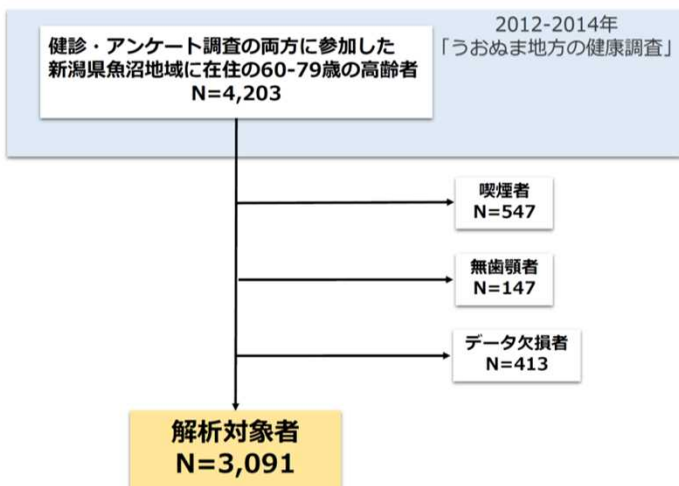 2012-2014年
「うおぬま地方の健康調査」
健診・アンケート調査の両方に参加した
新潟県魚沼地域に在住の60-79歳の高齢者
N=4,203
喫煙者
N=547
無歯顎者
N=147
データ欠損者
N=413
解析対象者
N=3,091